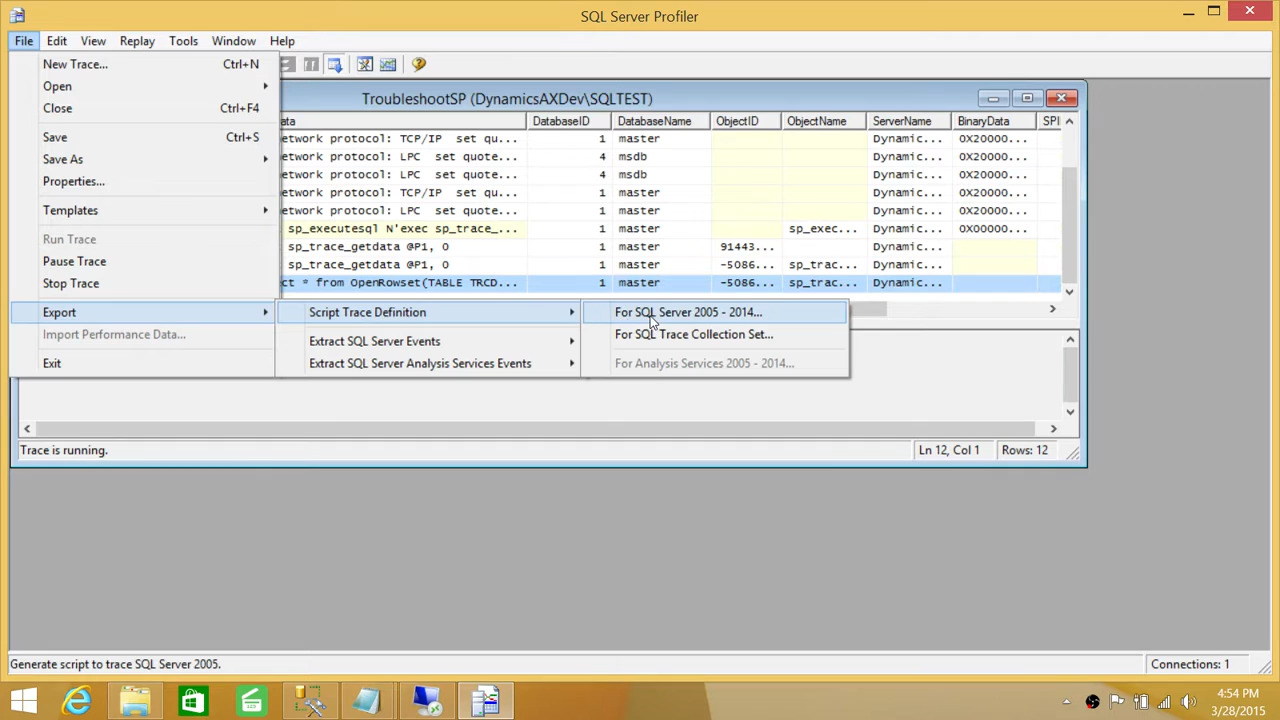 SQL Server Profiler
File Edit View Replay Tools Window Help
New Trace... Ctrl+N
Open
Close Ctrl+F4
Save Ctrl+S
Save As
Properties...
Templates
Run Trace
Pause Trace
Stop Trace
Export
Import Performance Data...
Exit
Script Trace Definition
Extract SQL Server Events
Extract SQL Server Analysis Services Events
For SQL Server 2005 - 2014...
For SQL Trace Collection Set...
For Analysis Services 2005 - 2014...
TroubleshootSP (DynamicsAXDev\SQLTEST)
ata DatabaseID DatabaseName ObjectID ObjectName ServerName BinaryData SPI
etwork protocol: TCP/IP set qu... 1 master Dynamic... 0X20000...
etwork protocol: LPC set quote... 4 msdb Dynamic... 0X20000...
etwork protocol: LPC set quote... 4 msdb Dynamic... 0X20000...
etwork protocol: TCP/IP set qu... 1 master Dynamic... 0X20000...
etwork protocol: LPC set quote... 1 master Dynamic... 0X20000...
sp_executesql N'exec sp_trace_... 1 master sp_exec... Dynamic... 0X00000...
sp_trace_getdata @P1, 0 1 master 91443... Dynamic...
sp_trace_getdata @P1, 0 1 master -5086... sp_trac... Dynamic...
ct * from OpenRowset(TABLE TRCD... 1 master -5086... sp_trac... Dynamic...
Trace is running. Ln 12, Col 1 Rows: 12
Generate script to trace SQL Server 2005. Connections: 1
4:54 PM
3/28/2015